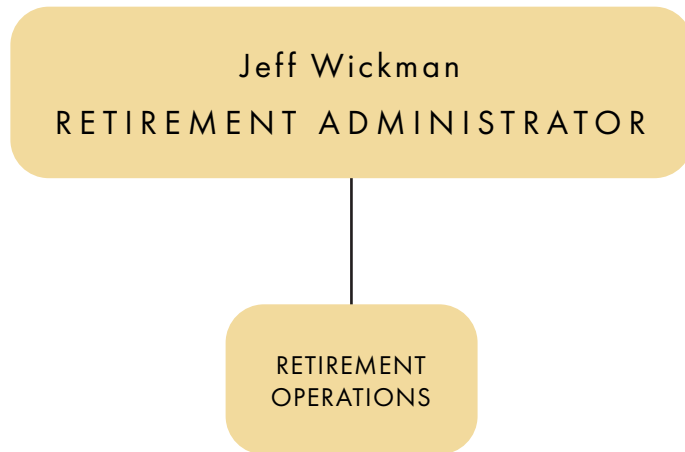 Jeff Wickman
RETIREMENT ADMINISTRATOR
RETIREMENT
OPERATIONS